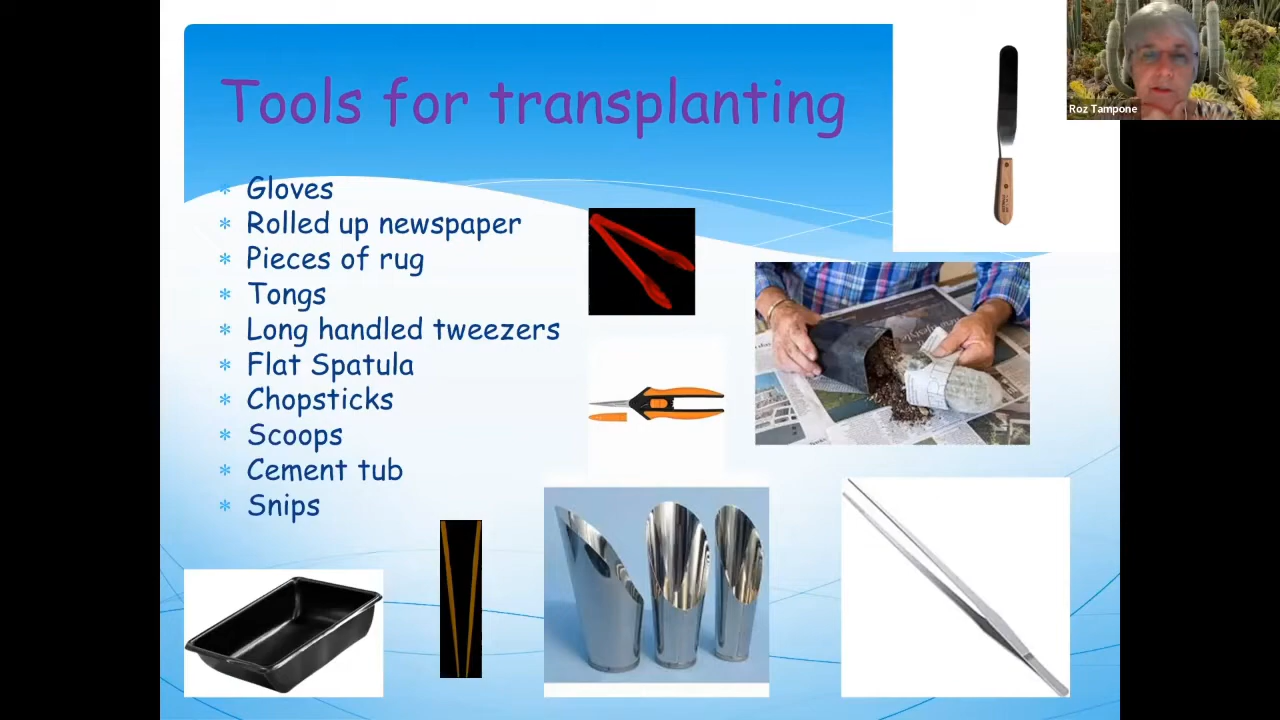 Tools for transplanting
Gloves
Rolled up newspaper
Pieces of rug
Tongs
Long handled tweezers
Flat Spatula
Chopsticks
Scoops
Cement tub
Snips
Roz Tampone